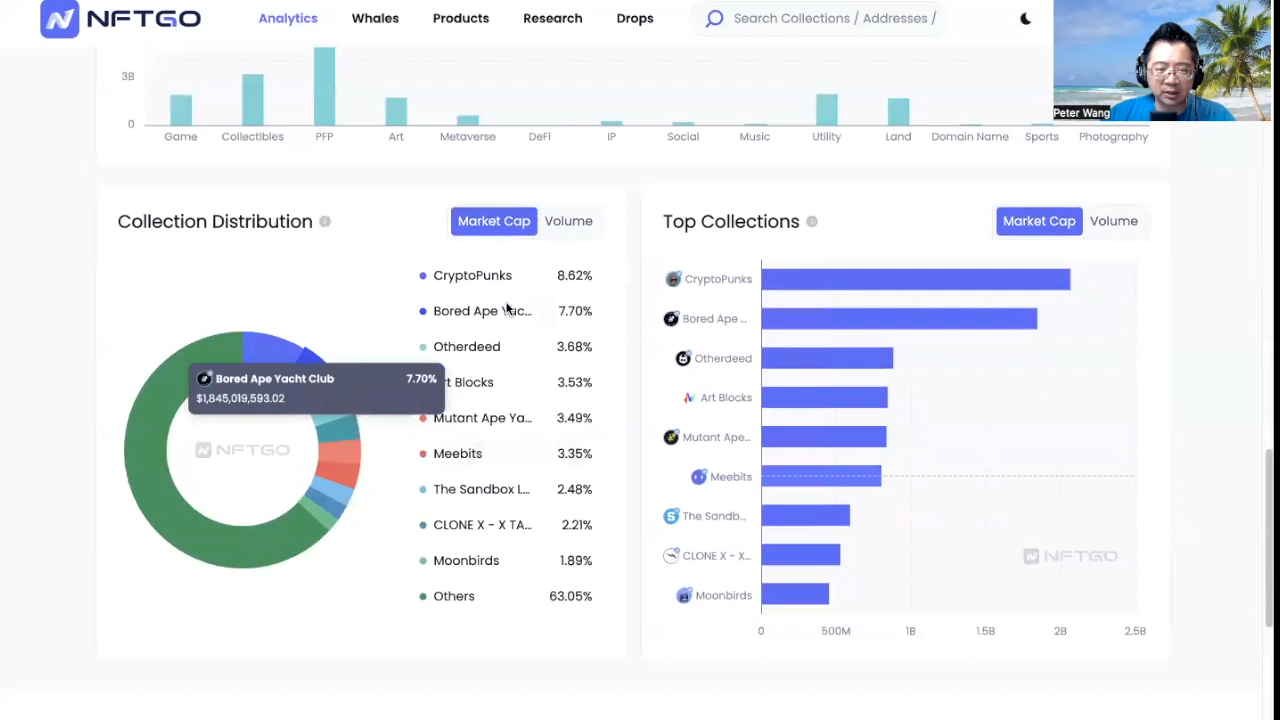 NFTGO
Analytics Whales Products Research Drops Search Collections / Addresses /
Peter Wang
3B
0
Game Collectibles PFP Art Metaverse DeFi IP Social Music Utility Land Domain Name Sports Photography
Collection Distribution Market Cap Volume
CryptoPunks 8.62%
Bored Ape Yac... 7.70%
Otherdeed 3.68%
rt Blocks 3.53%
Mutant Ape Ya... 3.49%
Meebits 3.35%
The Sandbox L... 2.48%
CLONE X - X TA... 2.21%
Moonbirds 1.89%
Others 63.05%
Bored Ape Yacht Club 7.70%
$1,845,019,593.02
NFTGO
Top Collections Market Cap Volume
CryptoPunks
Bored Ape ...
Otherdeed
Art Blocks
Mutant Ape...
Meebits
The Sandb...
CLONE X - X...
Moonbirds
NFTGO
0 500M 1B 1.5B 2B 2.5B